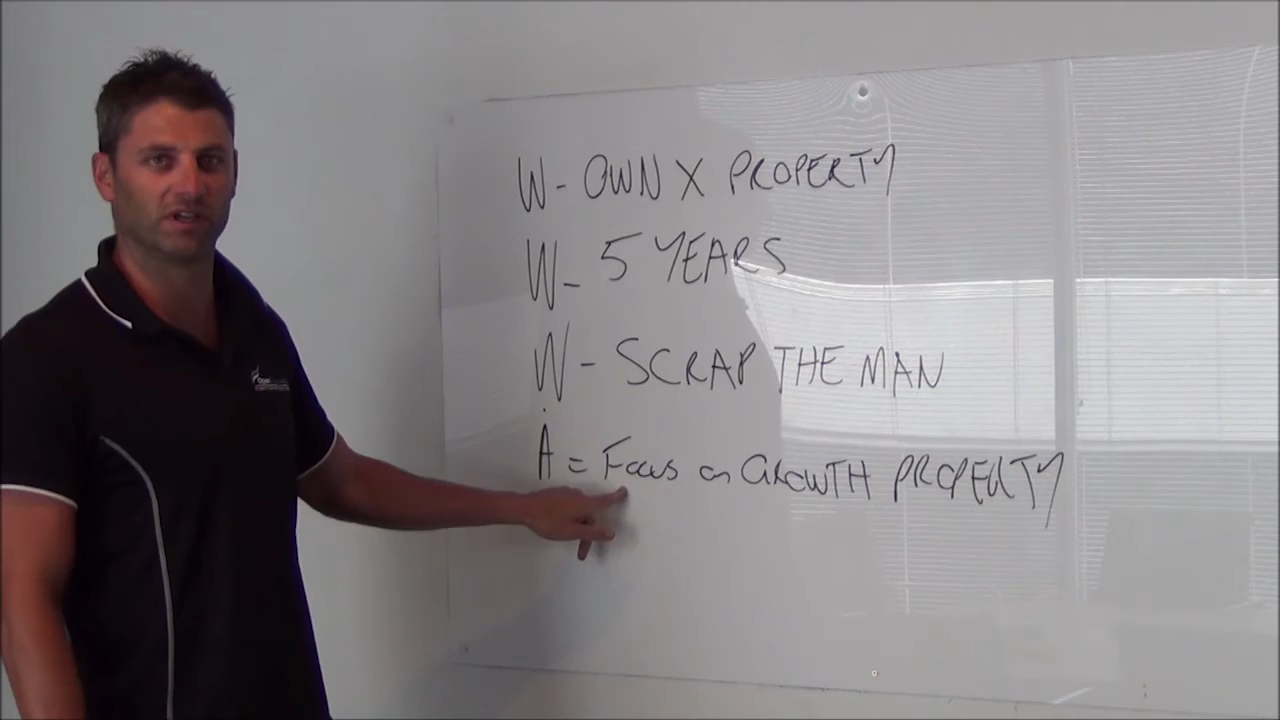 W - OWN X PROPERTY
W - 5 YEARS
W - SCRAP THE MAN
A = Focus on GROWTH PROPERTY